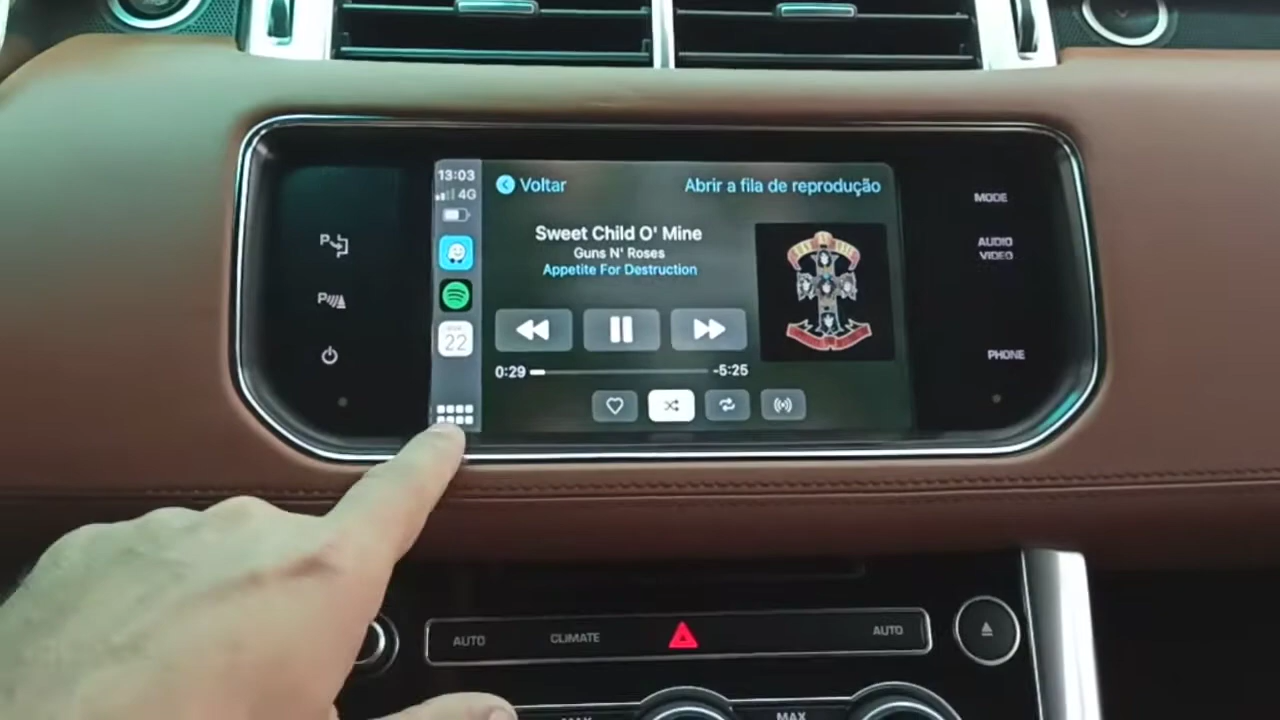 13:03
4G
22
Voltar
Abrir a fila de reprodução
Sweet Child O' Mine
Guns N' Roses
Appetite For Destruction
0:29
-5:25
P
P
MODE
AUDIO
VIDEO
PHONE
AUTO
CLIMATE
AUTO
MAX
MAX